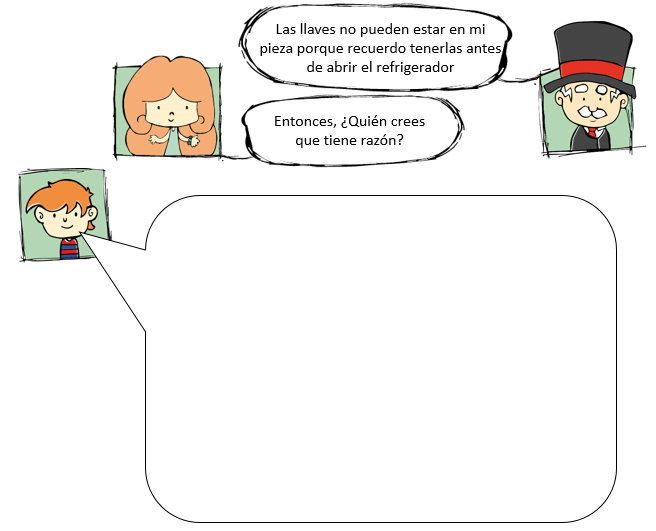 Las llaves no pueden estar en mi
pieza porque recuerdo tenerlas antes
de abrir el refrigerador
Entonces, ¿Quién crees
que tiene razón?